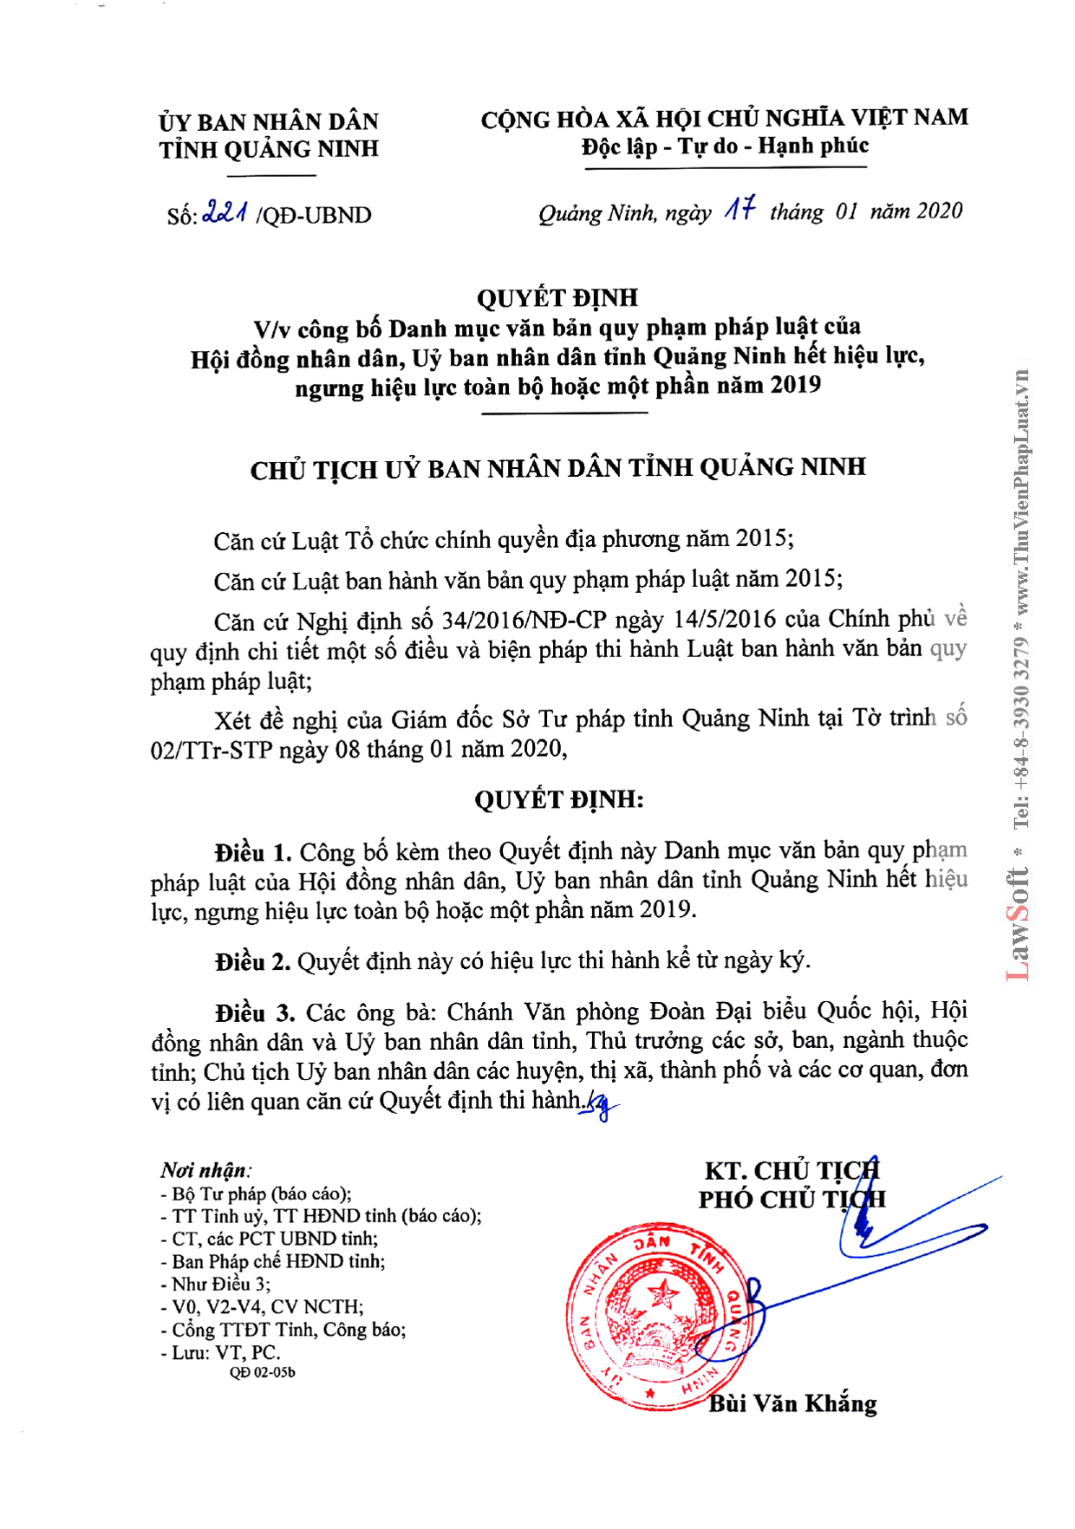 ỦY BAN NHÂN DÂN
TỈNH QUẢNG NINH
CỘNG HÒA XÃ HỘI CHỦ NGHĨA VIỆT NAM
Độc lập - Tự do - Hạnh phúc
Số: 221 /QĐ-UBND
Quảng Ninh, ngày 17 tháng 01 năm 2020
QUYẾT ĐỊNH
V/v công bố Danh mục văn bản quy phạm pháp luật của
Hội đồng nhân dân, Uỷ ban nhân dân tỉnh Quảng Ninh hết hiệu lực,
ngưng hiệu lực toàn bộ hoặc một phần năm 2019
CHỦ TỊCH UỶ BAN NHÂN DÂN TỈNH QUẢNG NINH
Căn cứ Luật Tổ chức chính quyền địa phương năm 2015;
Căn cứ Luật ban hành văn bản quy phạm pháp luật năm 2015;
Căn cứ Nghị định số 34/2016/NĐ-CP ngày 14/5/2016 của Chính phủ về
quy định chi tiết một số điều và biện pháp thi hành Luật ban hành văn bản quy
phạm pháp luật;
Xét đề nghị của Giám đốc Sở Tư pháp tỉnh Quảng Ninh tại Tờ trình số
02/TTr-STP ngày 08 tháng 01 năm 2020,
QUYẾT ĐỊNH:
Điều 1. Công bố kèm theo Quyết định này Danh mục văn bản quy phạm
pháp luật của Hội đồng nhân dân, Uỷ ban nhân dân tỉnh Quảng Ninh hết hiệu
lực, ngưng hiệu lực toàn bộ hoặc một phần năm 2019.
Điều 2. Quyết định này có hiệu lực thi hành kể từ ngày ký.
Điều 3. Các ông bà: Chánh Văn phòng Đoàn Đại biểu Quốc hội, Hội
đồng nhân dân và Uỷ ban nhân dân tỉnh, Thủ trưởng các sở, ban, ngành thuộc
tỉnh; Chủ tịch Uỷ ban nhân dân các huyện, thị xã, thành phố và các cơ quan, đơn
vị có liên quan căn cứ Quyết định thi hành./.
Nơi nhận:
- Bộ Tư pháp (báo cáo);
- TT Tỉnh uỷ, TT HĐND tỉnh (báo cáo);
- CT, các PCT UBND tỉnh;
- Ban Pháp chế HĐND tỉnh;
- Như Điều 3;
- V0, V2-V4, CV NCTH;
- Cổng TTĐT Tỉnh, Công báo;
- Lưu: VT, PC.
QĐ 02-05b
KT. CHỦ TỊCH
PHÓ CHỦ TỊCH
ỦY BAN NHÂN DÂN TỈNH QUẢNG NINH
Bùi Văn Khắng
LawSoft * Tel: +84-8-3930 3279 * www.ThuVienPhapLuat.vn